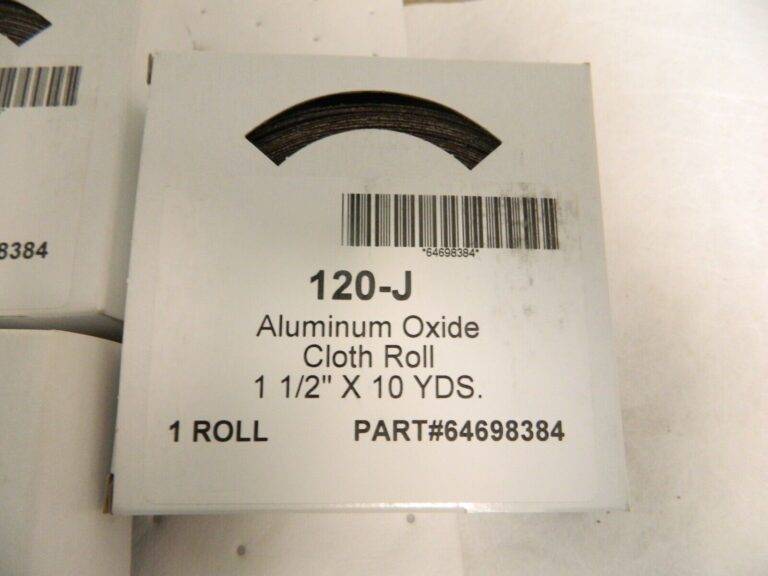 *64698384*
120-J
Aluminum Oxide
Cloth Roll
1 1/2" X 10 YDS.
1 ROLL PART#64698384
8384